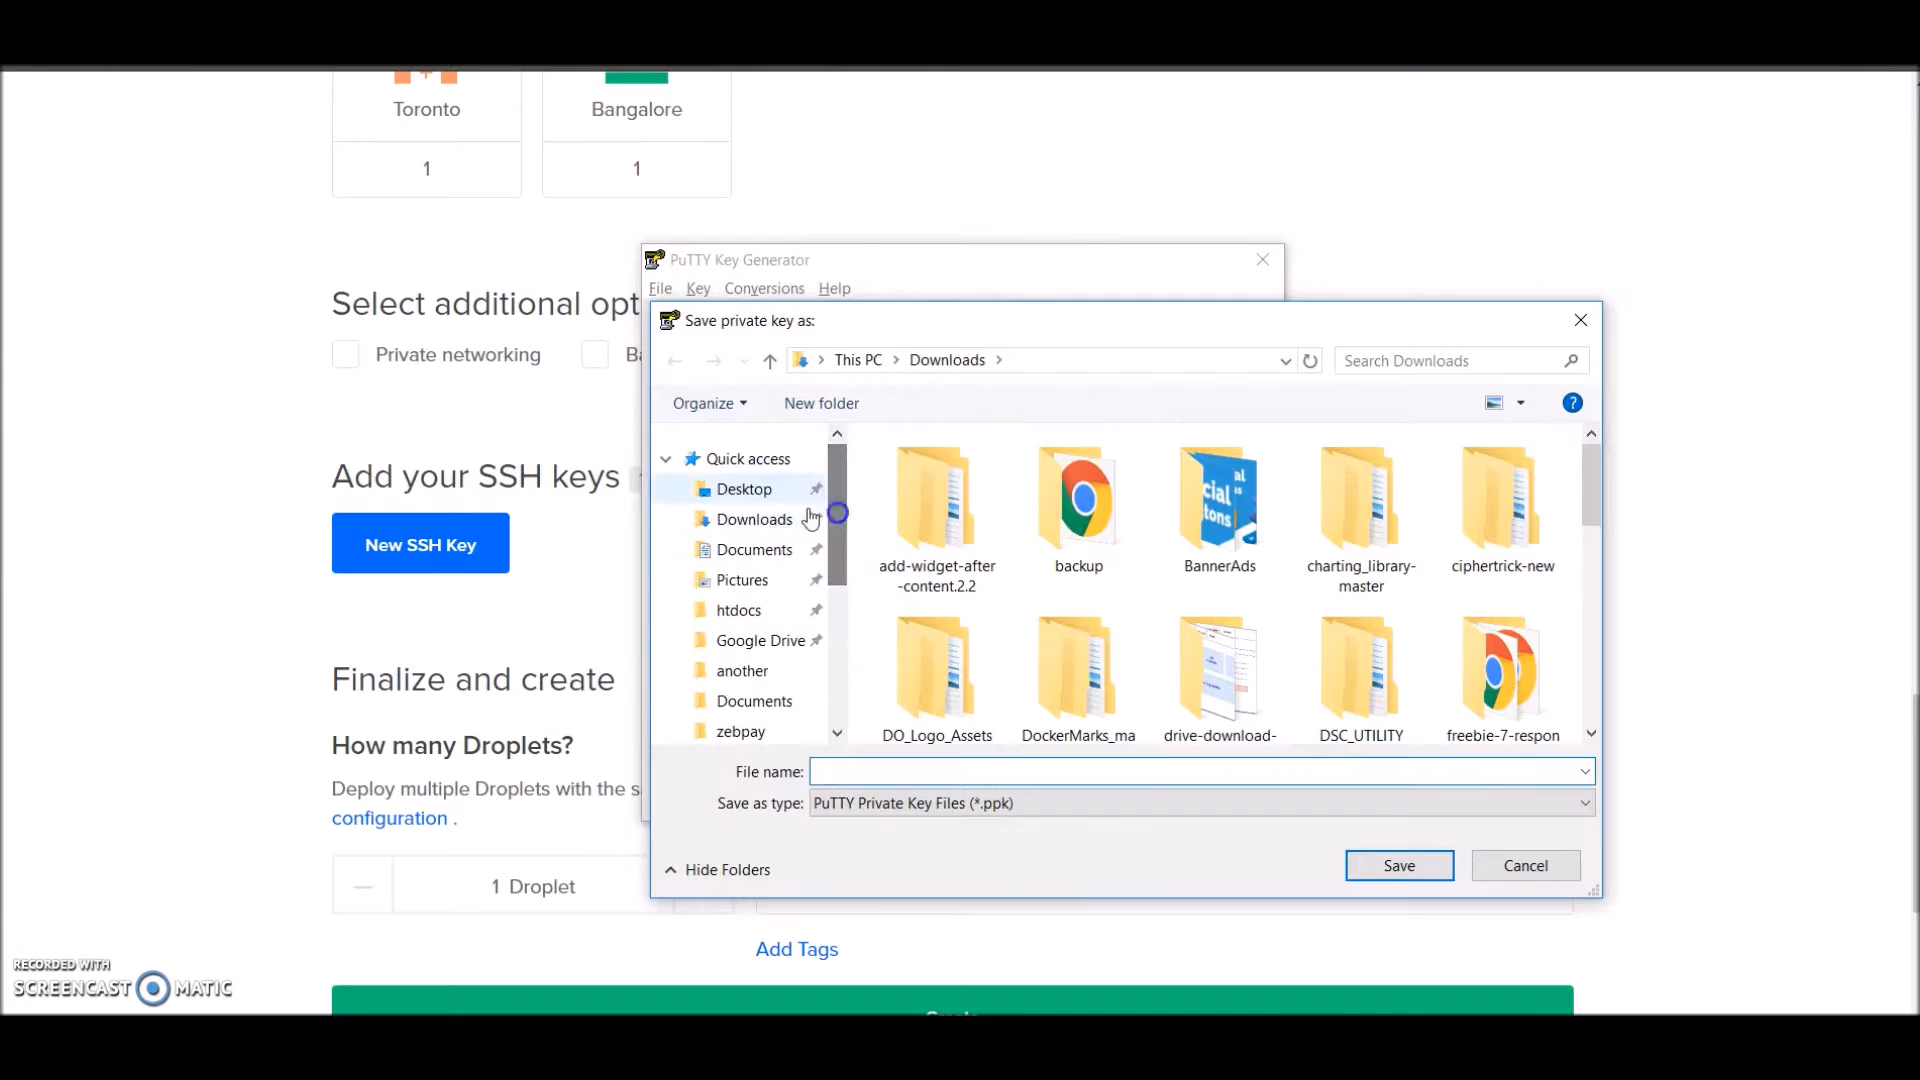 Toronto
Bangalore
1
1
Select additional opt
Private networking
Ba
Add your SSH keys
New SSH Key
Finalize and create
How many Droplets?
Deploy multiple Droplets with the s
configuration .
1 Droplet
Add Tags
PuTTY Key Generator
File Key Conversions Help
Save private key as:
This PC
Downloads
Search Downloads
Organize
New folder
?
Quick access
Desktop
Downloads
Documents
Pictures
htdocs
Google Drive
another
Documents
zebpay
add-widget-after
-content.2.2
backup
BannerAds
charting_library-
master
ciphertrick-new
DO_Logo_Assets
DockerMarks_ma
drive-download-
DSC_UTILITY
freebie-7-respon
File name:
Save as type: PuTTY Private Key Files (*.ppk)
Hide Folders
Save
Cancel
RECORDED WITH
SCREENCAST MATIC